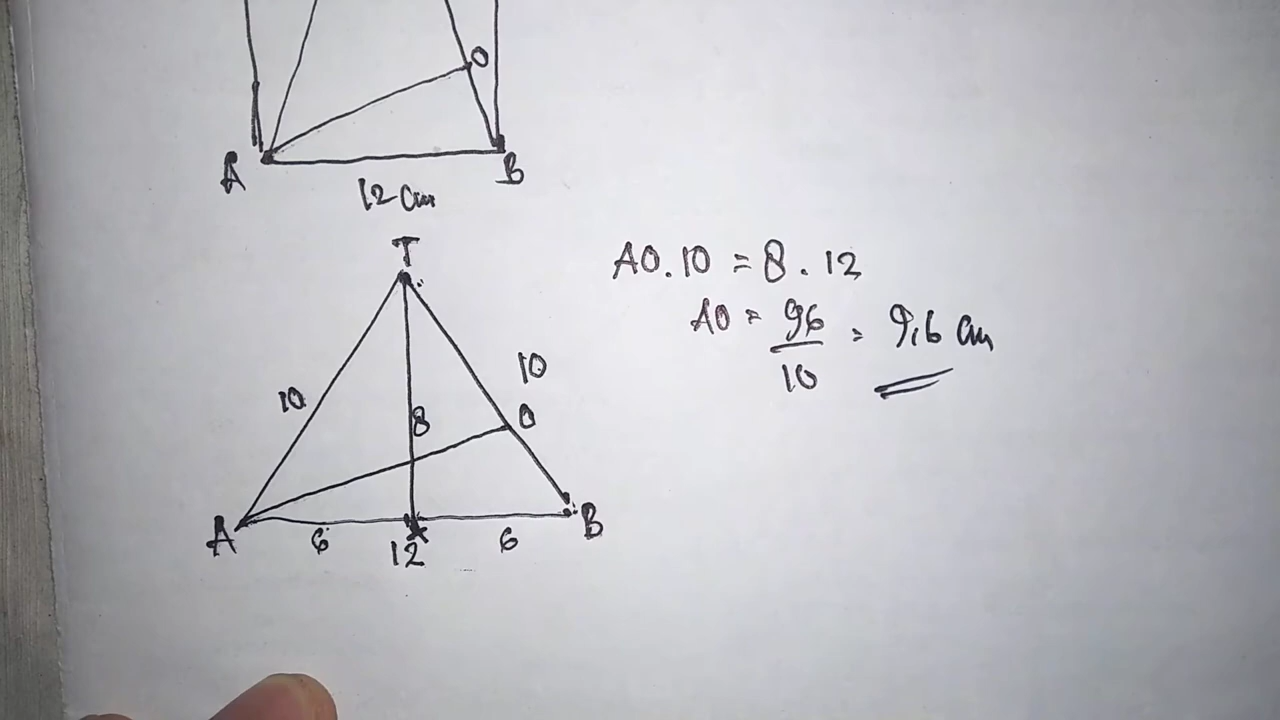 O
A
B
12 cm
T
AO.10 = 8.12
AO = 96/10 = 9,6 cm
10
10
8
O
A
B
6
12
6